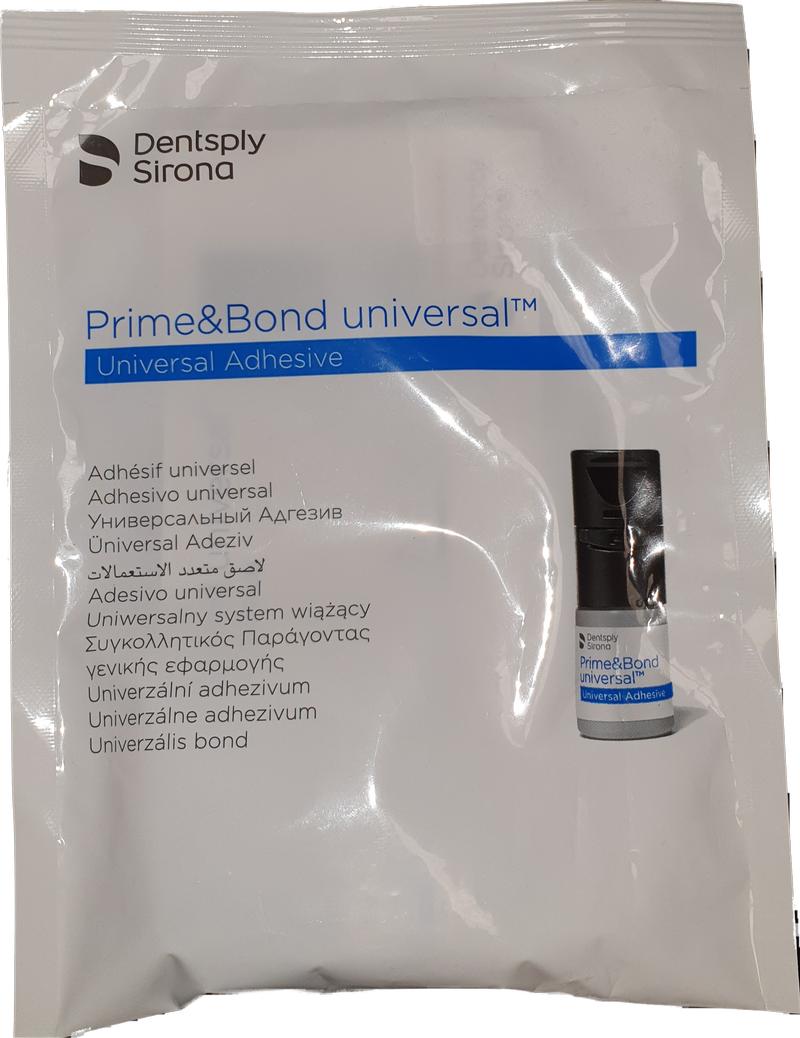 Dentsply
Sirona
Prime&Bond universal™
Universal Adhesive
Adhésif universel
Adhesivo universal
Универсальный Адгезив
Üniversal Adeziv
لاصق متعدد الاستعمالات
Adesivo universal
Uniwersalny system wiążący
Συγκολλητικός Παράγοντας
γενικής εφαρμογής
Univerzální adhezivum
Univerzálne adhezivum
Univerzális bond
Dentsply
Sirona
Prime&Bond
universal™
Universal Adhesive